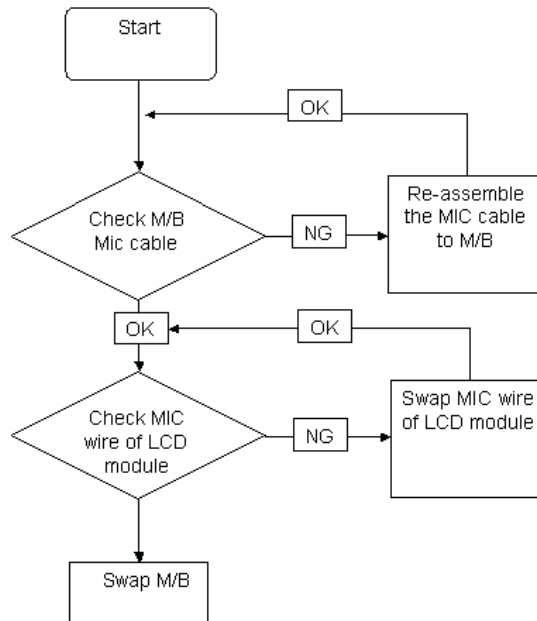 Start
OK
Check M/B
Mic cable
NG
Re-assemble
the MIC cable
to M/B
OK
OK
Check MIC
wire of LCD
module
NG
Swap MIC wire
of LCD module
Swap M/B